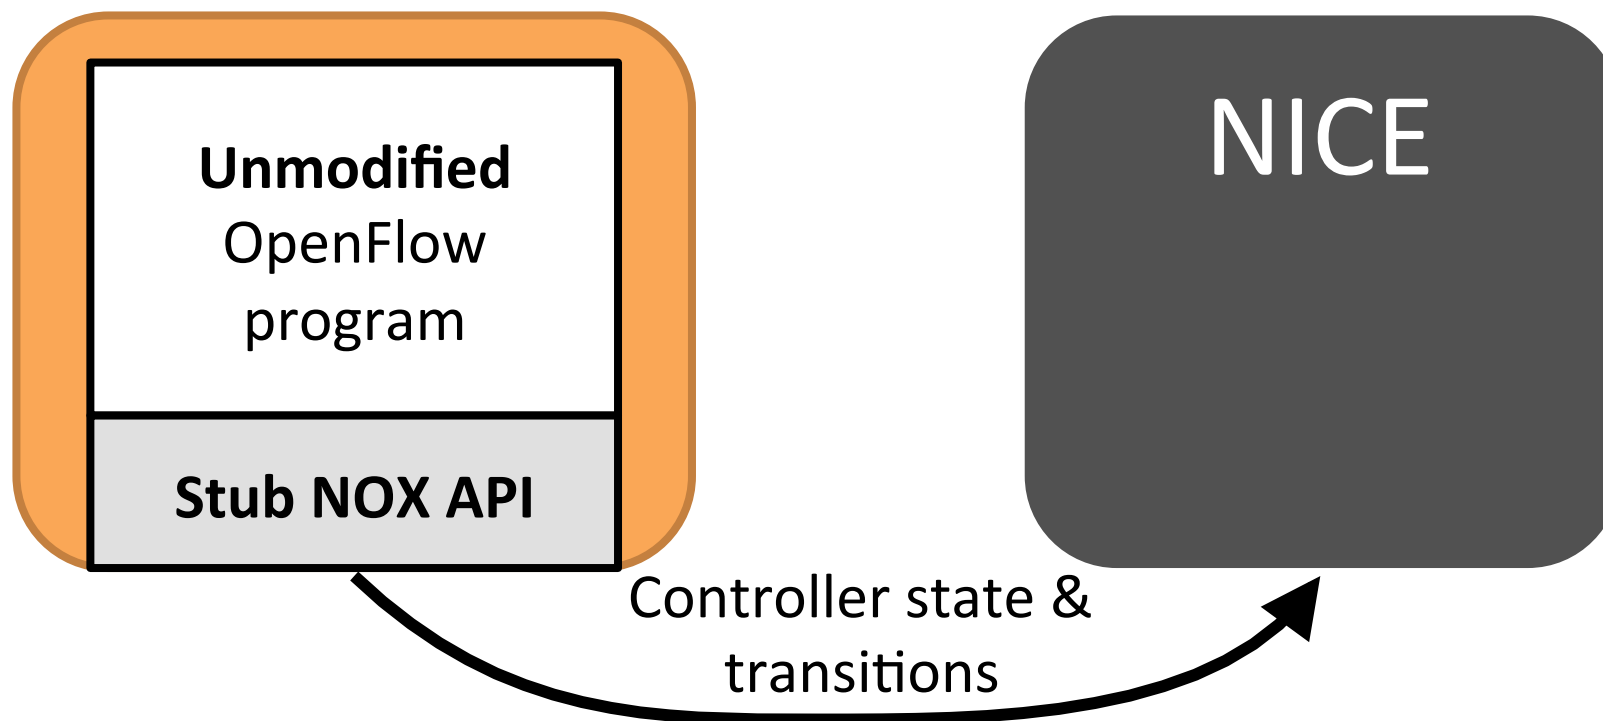 Unmodified
OpenFlow
program
Stub NOX API
NICE
Controller state &
transitions